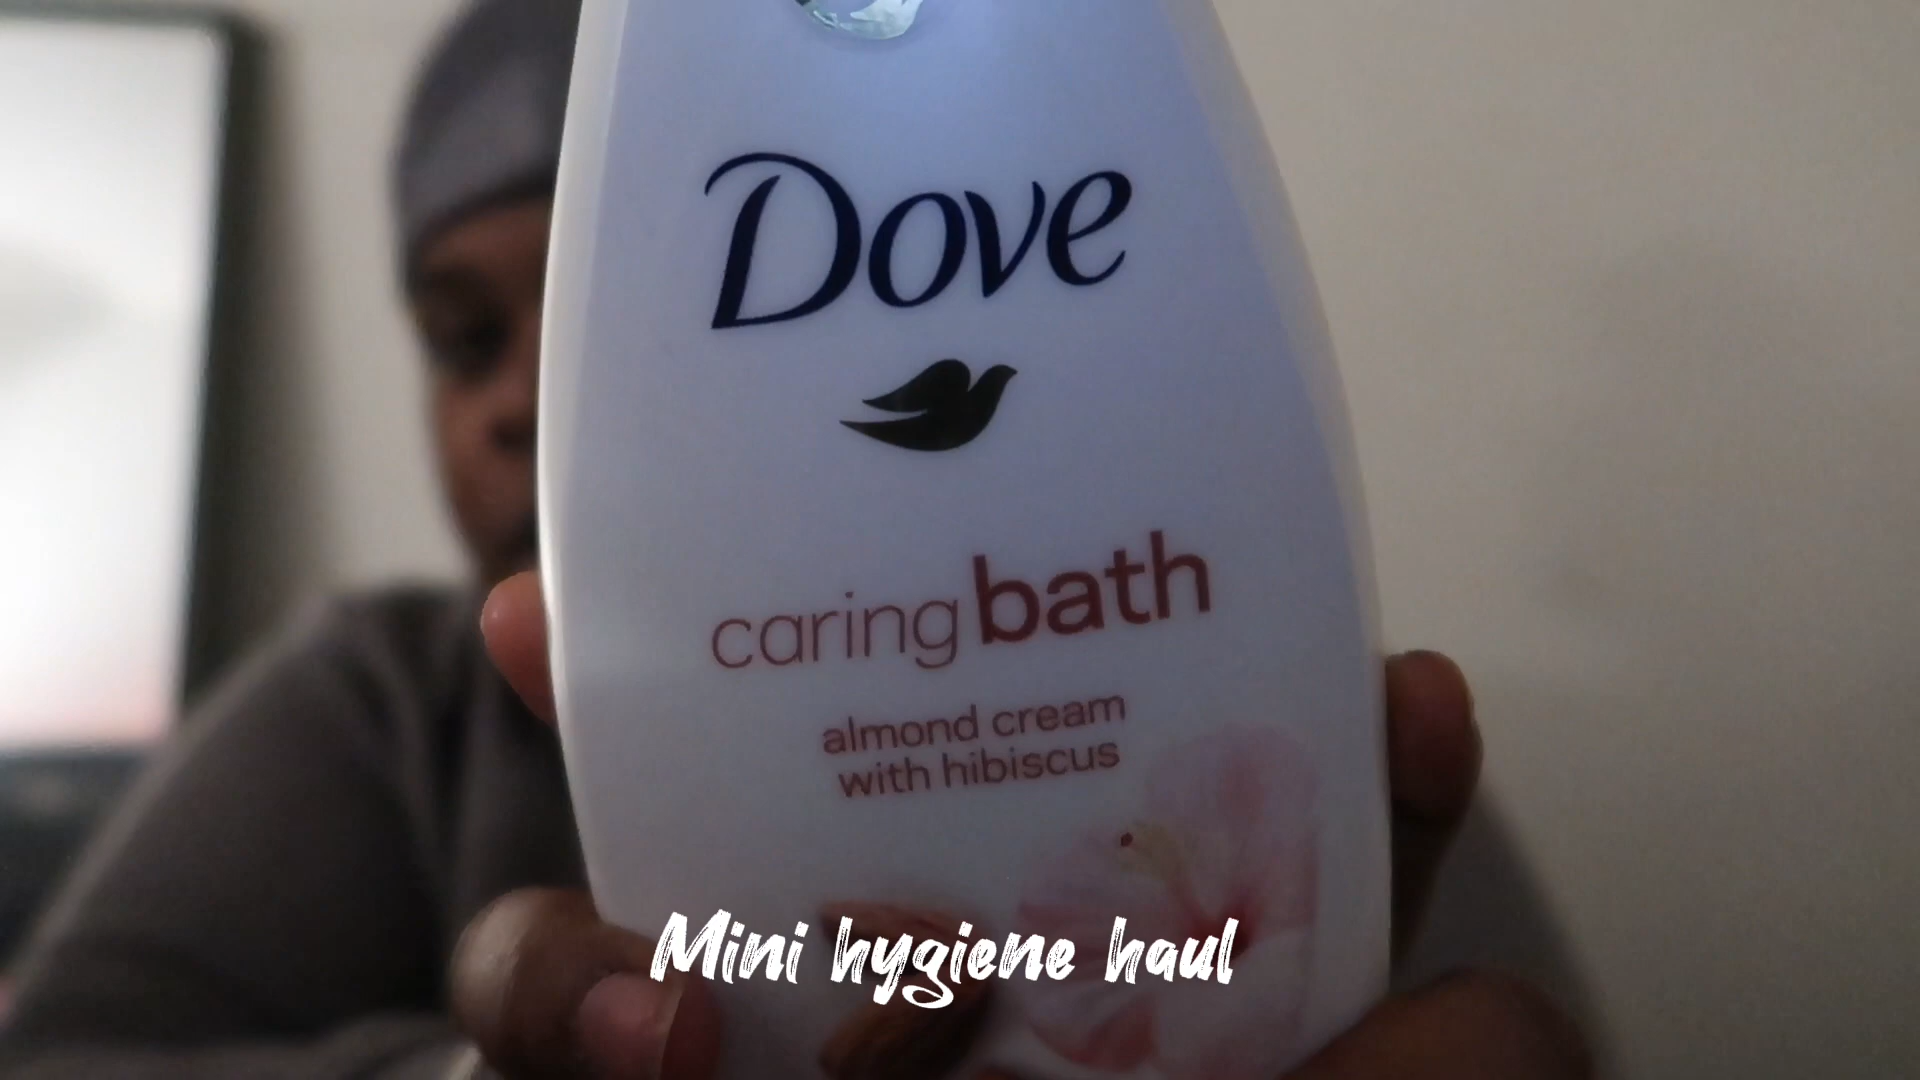 Dove
caring bath
almond cream
with hibiscus
Mini hygiene haul